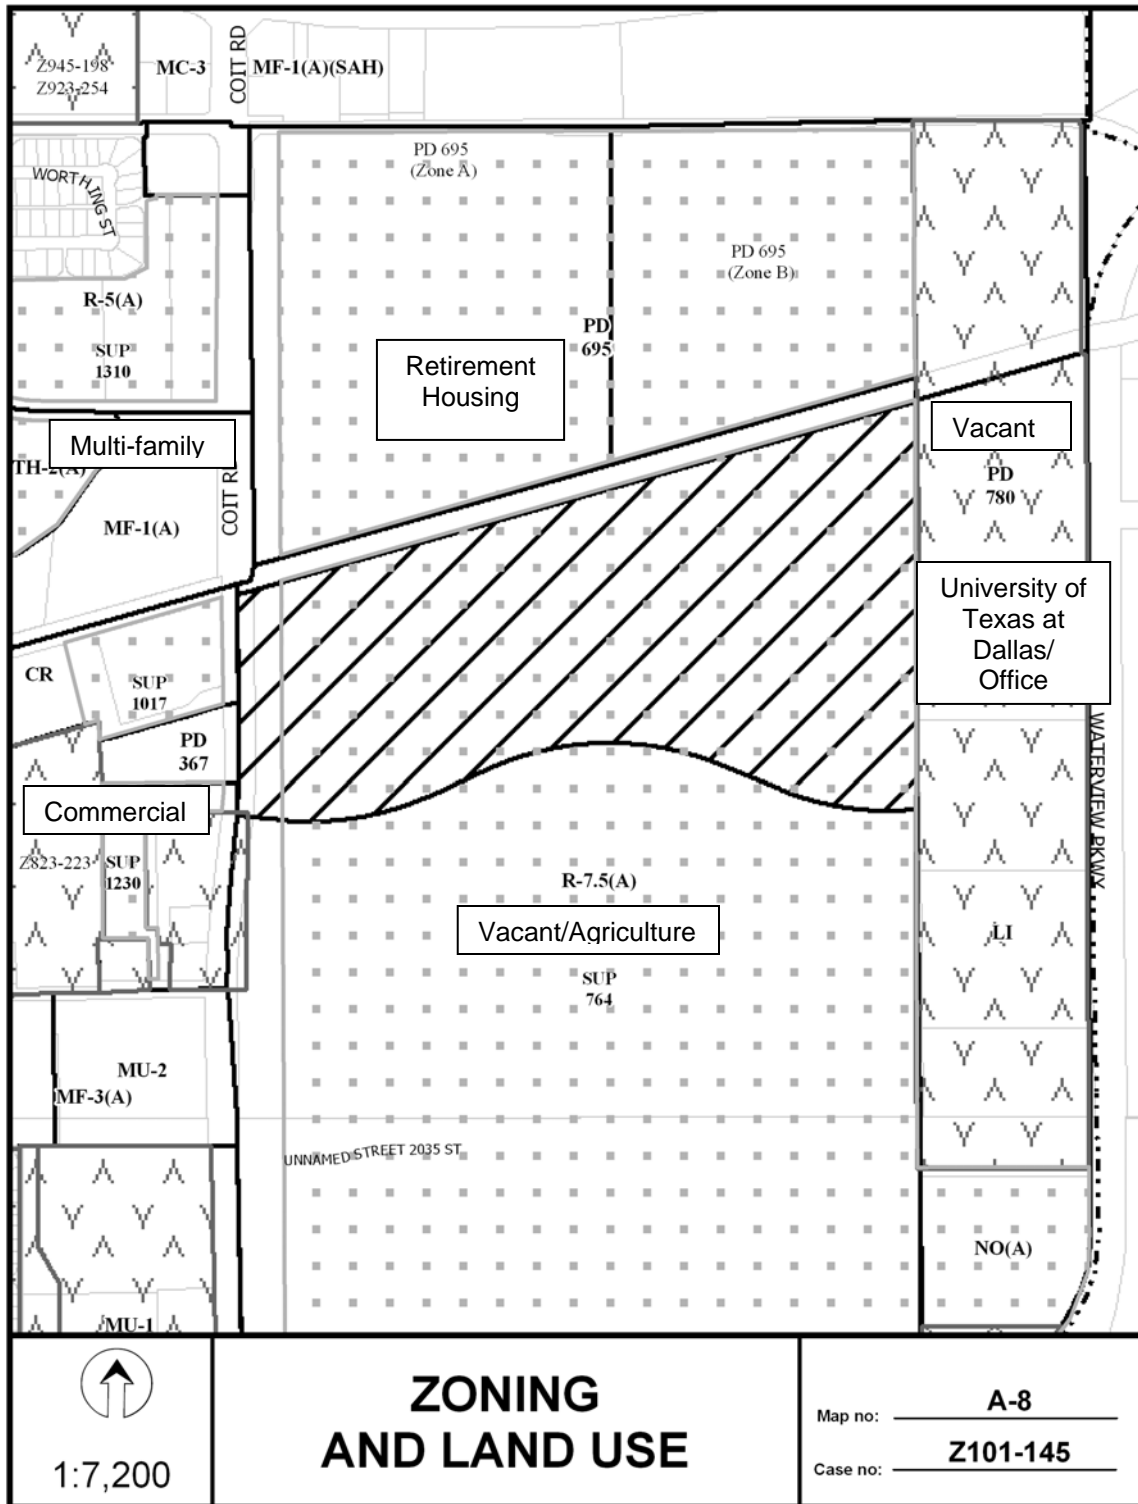 Z945-198
Z923-254
MC-3
COIT RD
MF-1(A)(SAH)
WORTHING ST
PD 695
(Zone A)
PD 695
(Zone B)
R-5(A)
SUP
1310
PD
695
Retirement
Housing
Multi-family
TH-2(A)
COIT R
MF-1(A)
Vacant
PD
780
University of
Texas at
Dallas/
Office
CR
SUP
1017
PD
367
WATERVIEW PKWY
Commercial
Z823-223
SUP
1230
R-7.5(A)
Vacant/Agriculture
SUP
764
LI
MU-2
MF-3(A)
UNNAMED STREET 2035 ST
NO(A)
MU-1
1:7,200
ZONING
AND LAND USE
Map no: A-8
Case no: Z101-145